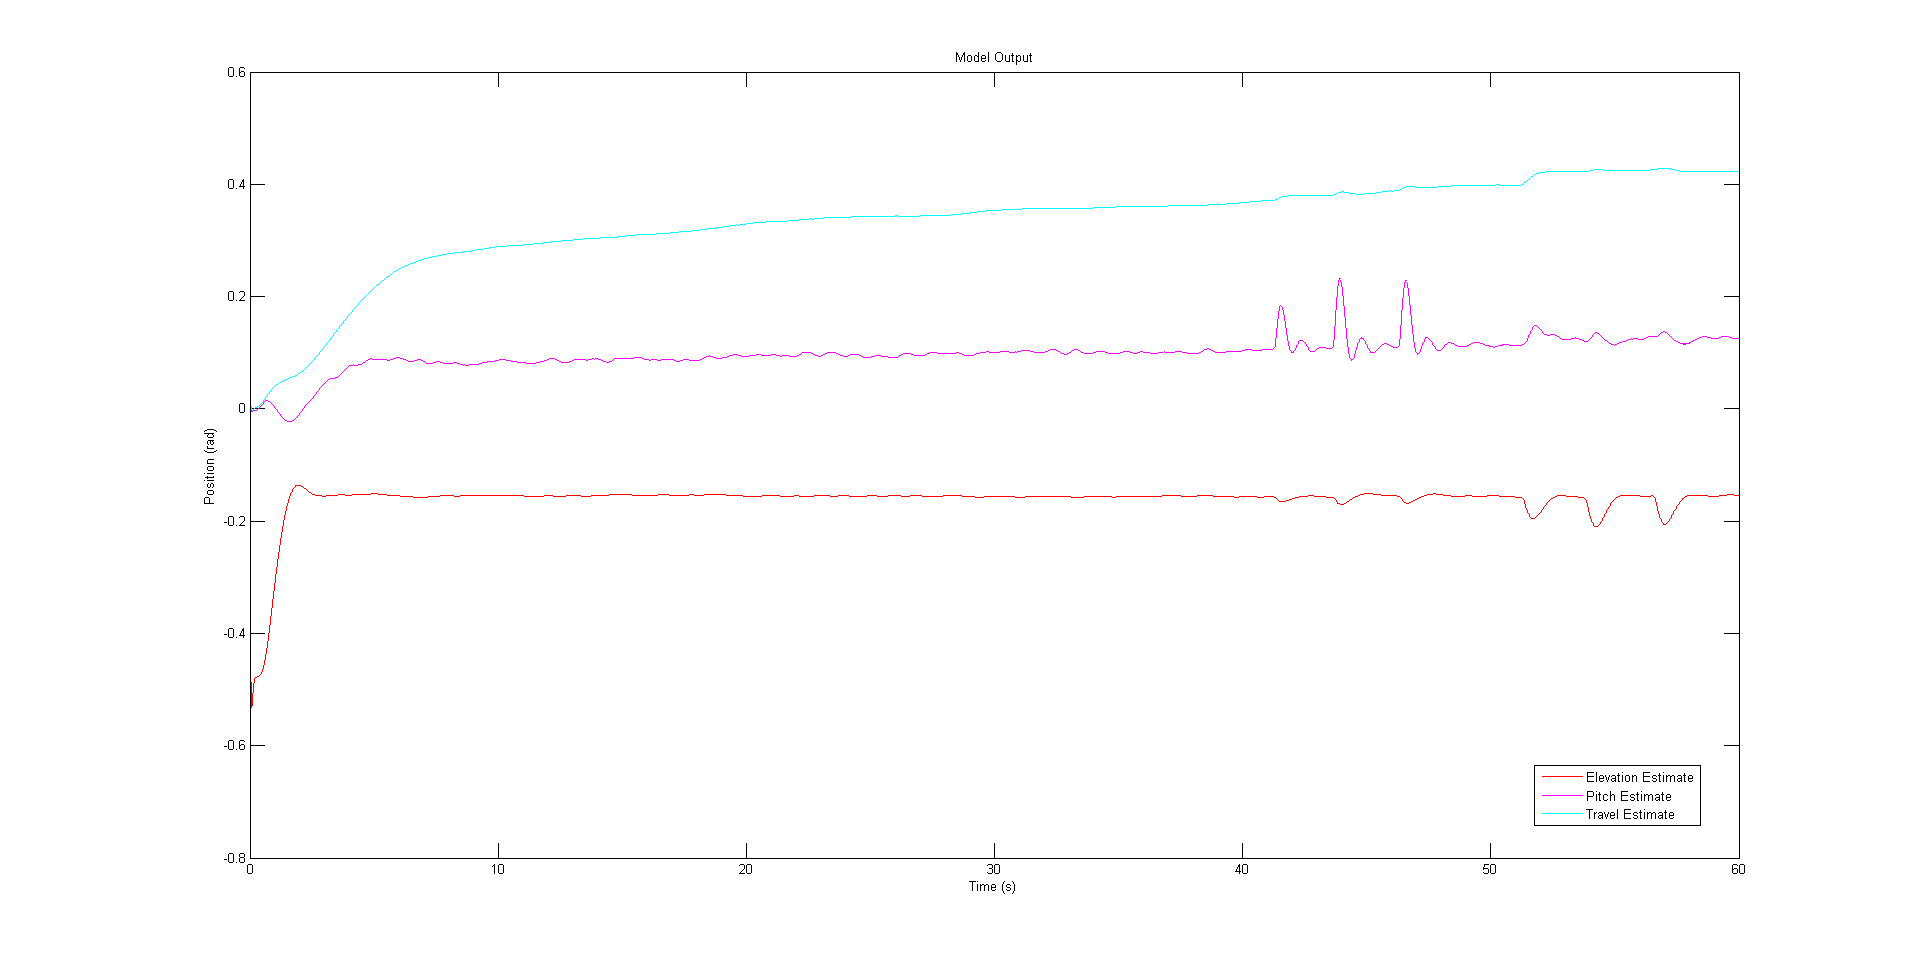 Model Output
0.6
0.4
0.2
0
-0.2
-0.4
-0.6
-0.8
Position (rad)
0 10 20 30 40 50 60
Time (s)
Elevation Estimate
Pitch Estimate
Travel Estimate